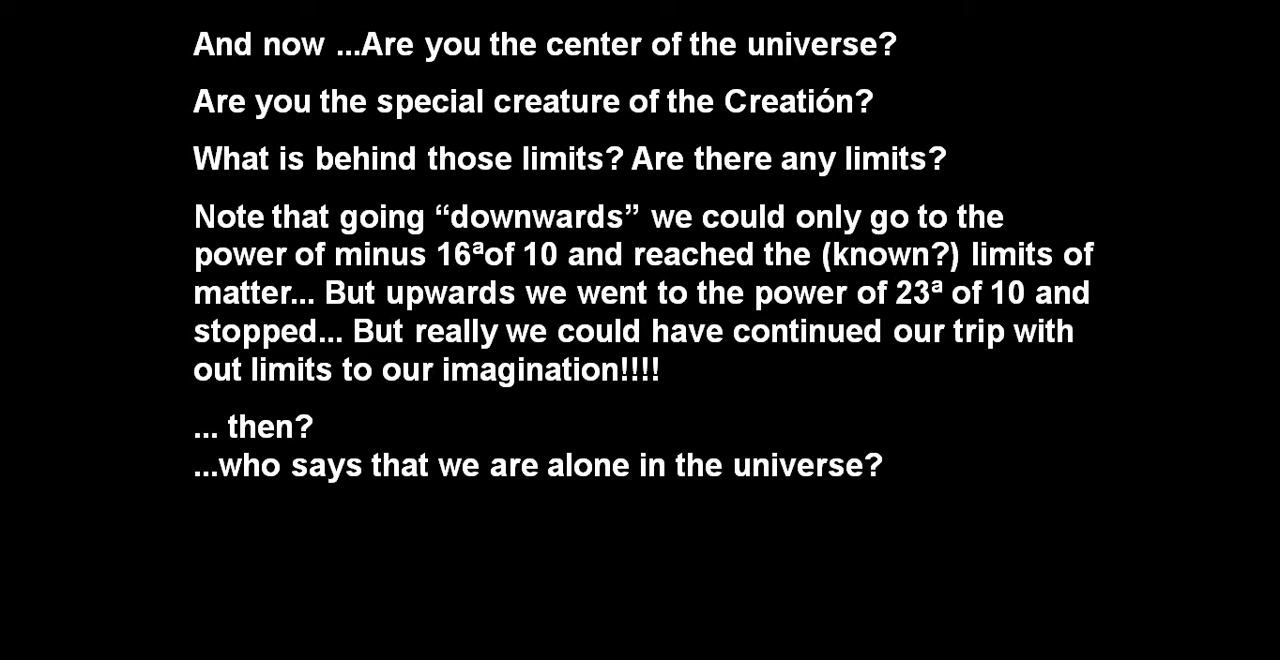 And now ...Are you the center of the universe?
Are you the special creature of the Creatión?
What is behind those limits? Are there any limits?
Note that going “downwards” we could only go to the
power of minus 16ªof 10 and reached the (known?) limits of
matter... But upwards we went to the power of 23ª of 10 and
stopped... But really we could have continued our trip with
out limits to our imagination!!!!
... then?
...who says that we are alone in the universe?